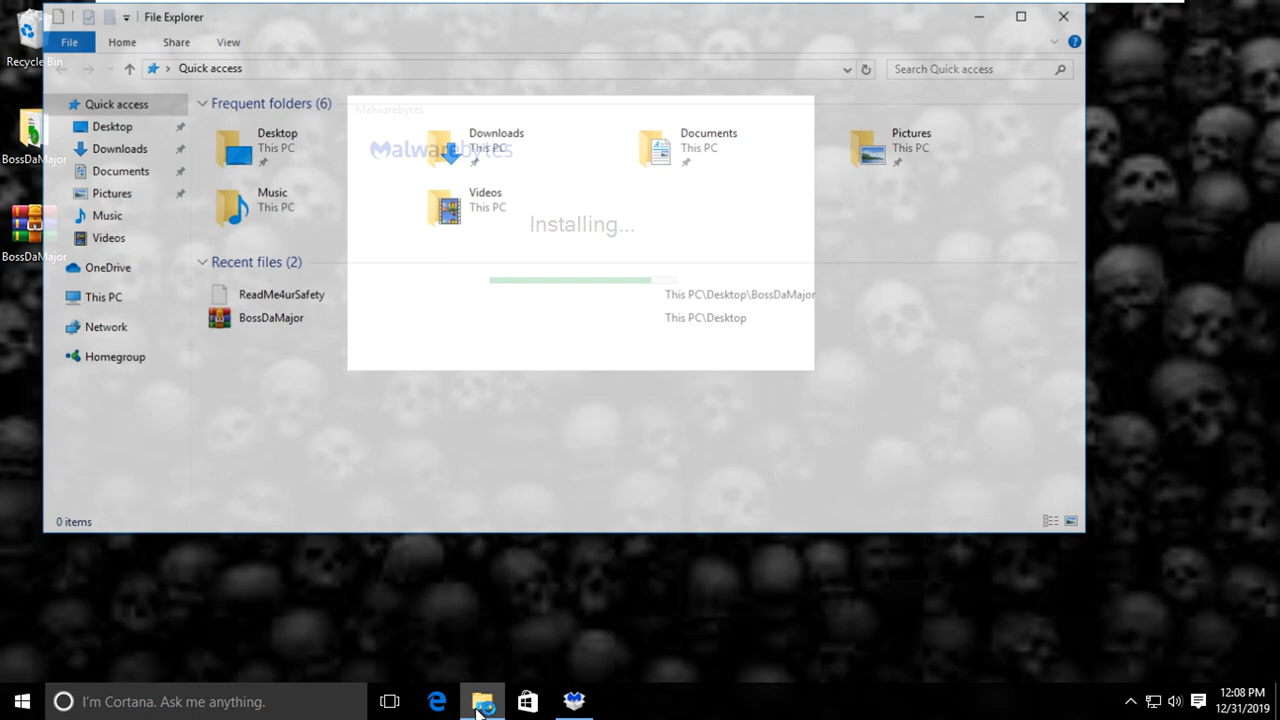 File Explorer
File
Home
Share
View
Quick access
Search Quick access
Recycle Bin
BossDaMajor
BossDaMajor
Quick access
Desktop
Downloads
Documents
Pictures
Music
Videos
OneDrive
This PC
Network
Homegroup
Frequent folders (6)
Desktop
This PC
Downloads
This PC
Documents
This PC
Pictures
This PC
Music
This PC
Videos
This PC
Malwarebytes
Malwarebytes
Installing...
Recent files (2)
ReadMe4urSafety
This PC\Desktop\BossDaMajor
BossDaMajor
This PC\Desktop
0 items
I'm Cortana. Ask me anything.
12:08 PM
12/31/2019